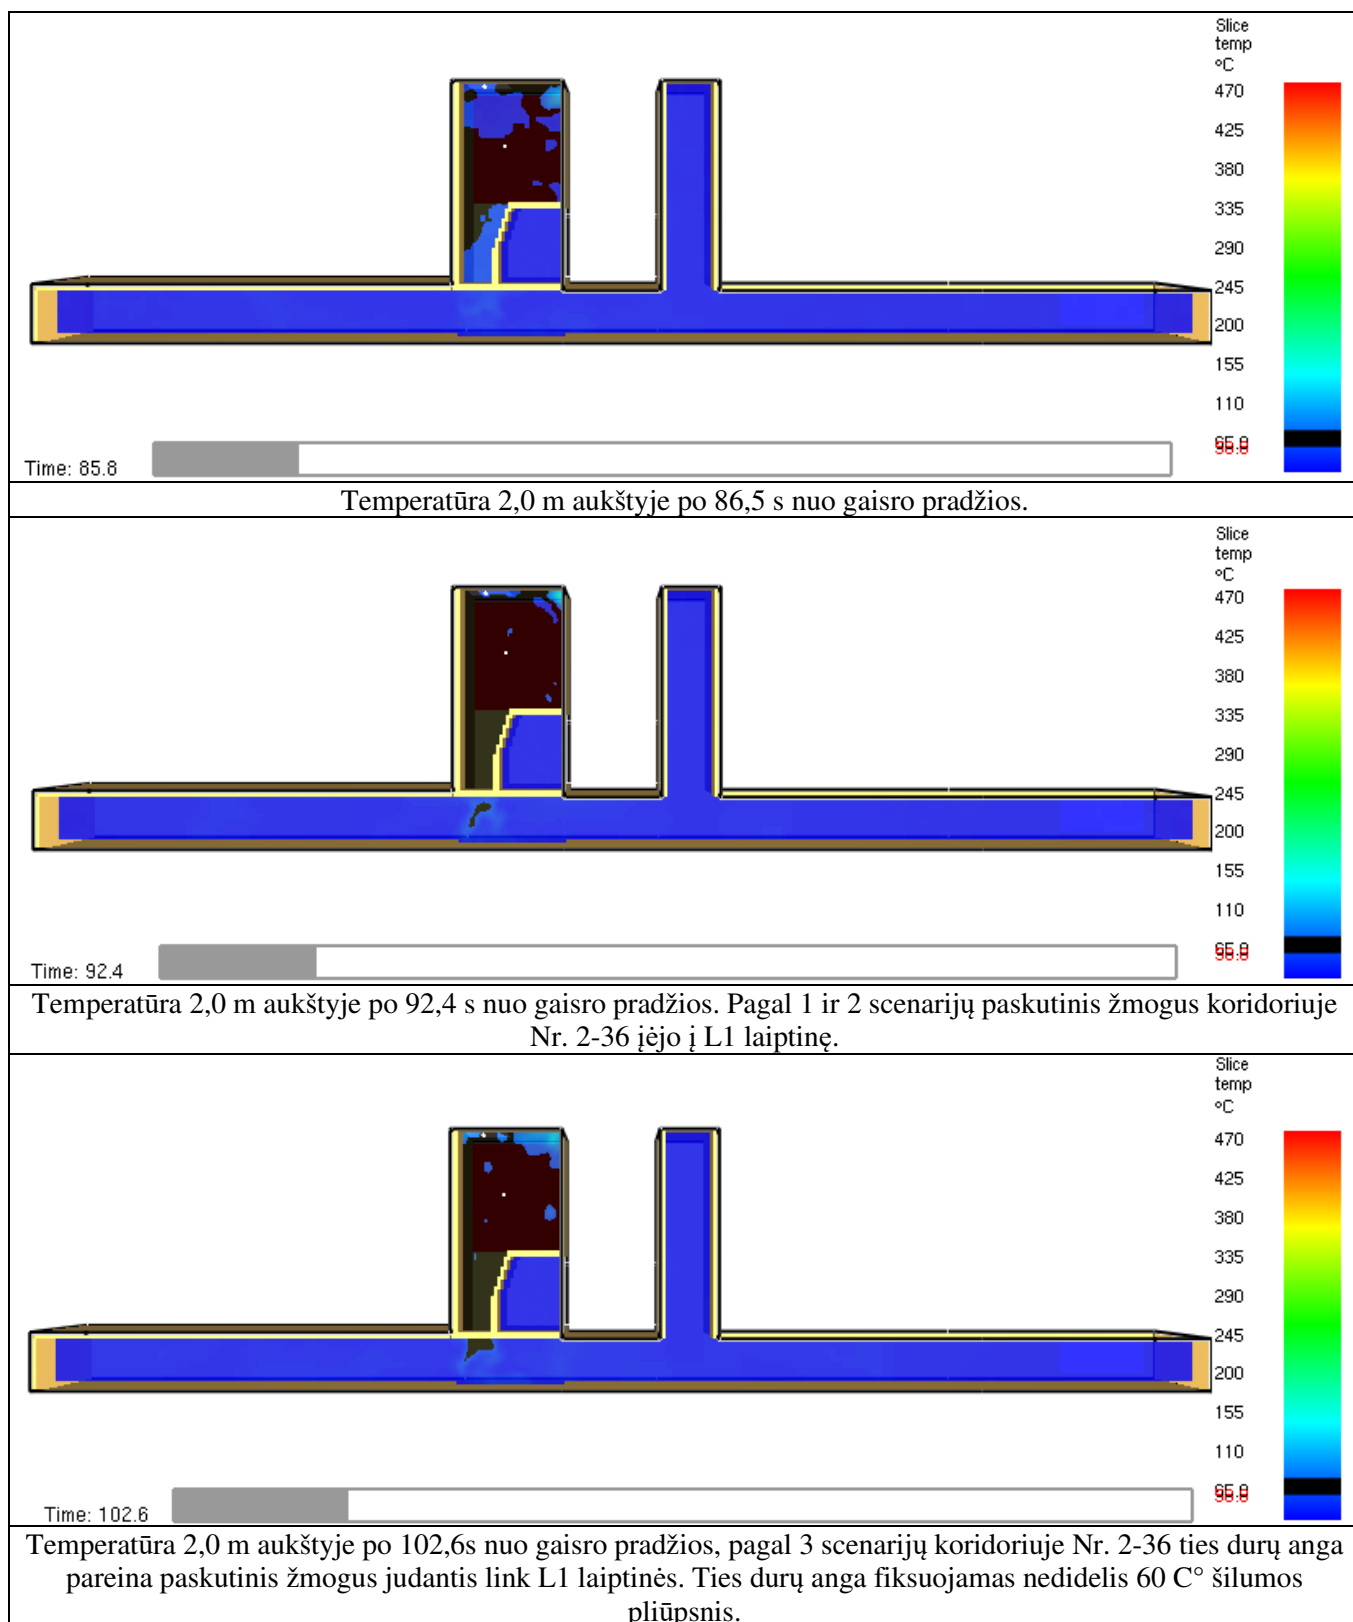 Slice
temp
°C
470
425
380
335
290
245
200
155
110
Time: 85.8
Temperatūra 2,0 m aukštyje po 86,5 s nuo gaisro pradžios.
Slice
temp
°C
470
425
380
335
290
245
200
155
110
Time: 92.4
Temperatūra 2,0 m aukštyje po 92,4 s nuo gaisro pradžios. Pagal 1 ir 2 scenarijų paskutinis žmogus koridoriuje
Nr. 2-36 įėjo į L1 laiptinę.
Slice
temp
°C
470
425
380
335
290
245
200
155
110
Time: 102.6
Temperatūra 2,0 m aukštyje po 102,6s nuo gaisro pradžios, pagal 3 scenarijų koridoriuje Nr. 2-36 ties durų anga
pareina paskutinis žmogus judantis link L1 laiptinės. Ties durų anga fiksuojamas nedidelis 60 C° šilumos
pliūpsnis.